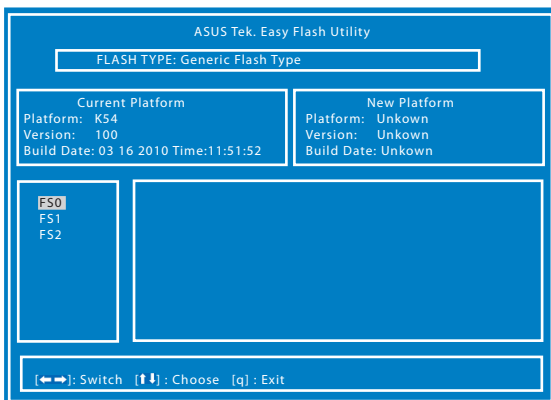 ASUS Tek. Easy Flash Utility
FLASH TYPE: Generic Flash Type
Current Platform
Platform: K54
Version: 100
Build Date: 03 16 2010 Time:11:51:52
New Platform
Platform: Unkown
Version: Unkown
Build Date: Unkown
FS0
FS1
FS2
[←→]: Switch [↑↓] : Choose [q] : Exit